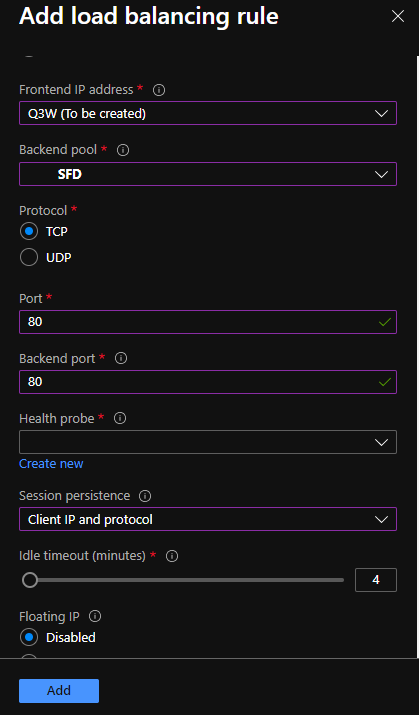 Add load balancing rule
Frontend IP address *
Q3W (To be created)
Backend pool *
SFD
Protocol *
TCP
UDP
Port *
80
Backend port *
80
Health probe *
Create new
Session persistence
Client IP and protocol
Idle timeout (minutes) *
4
Floating IP
Disabled
Add